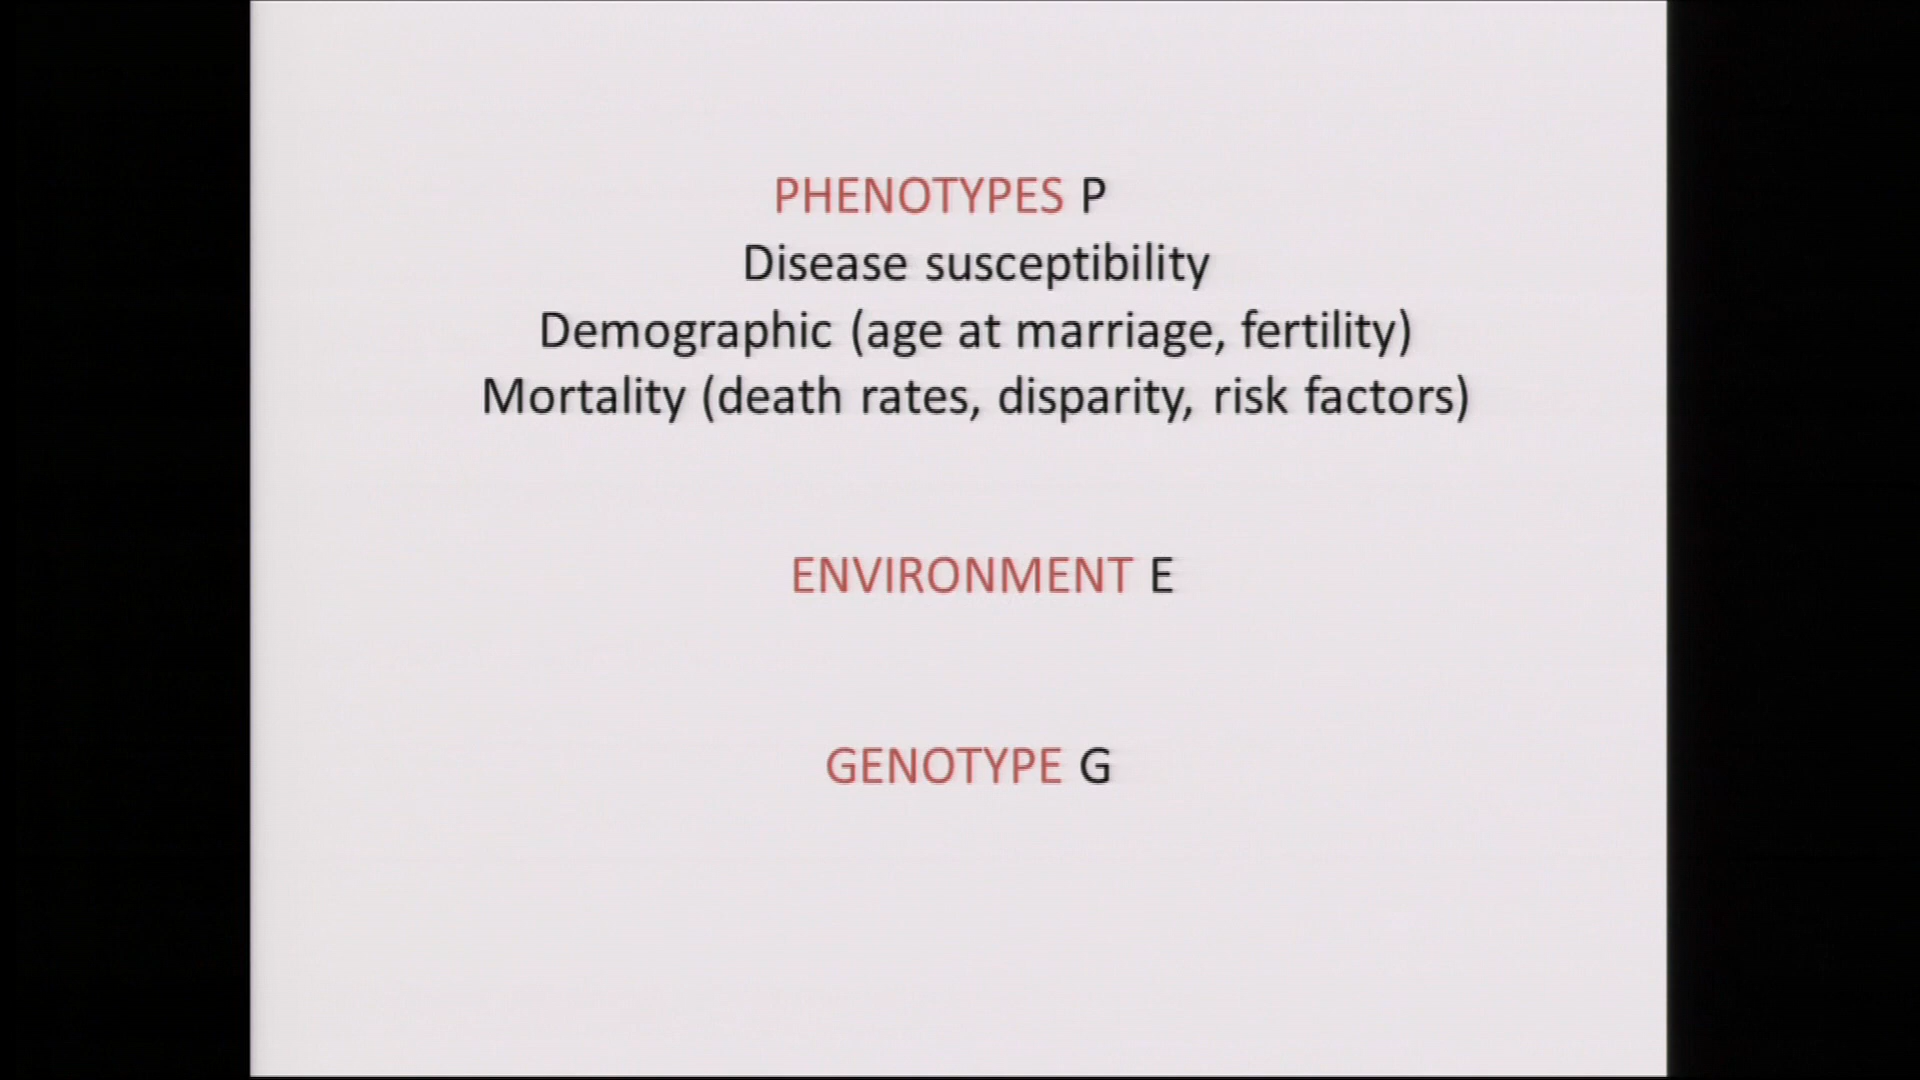 PHENOTYPES P
Disease susceptibility
Demographic (age at marriage, fertility)
Mortality (death rates, disparity, risk factors)
ENVIRONMENT E
GENOTYPE G